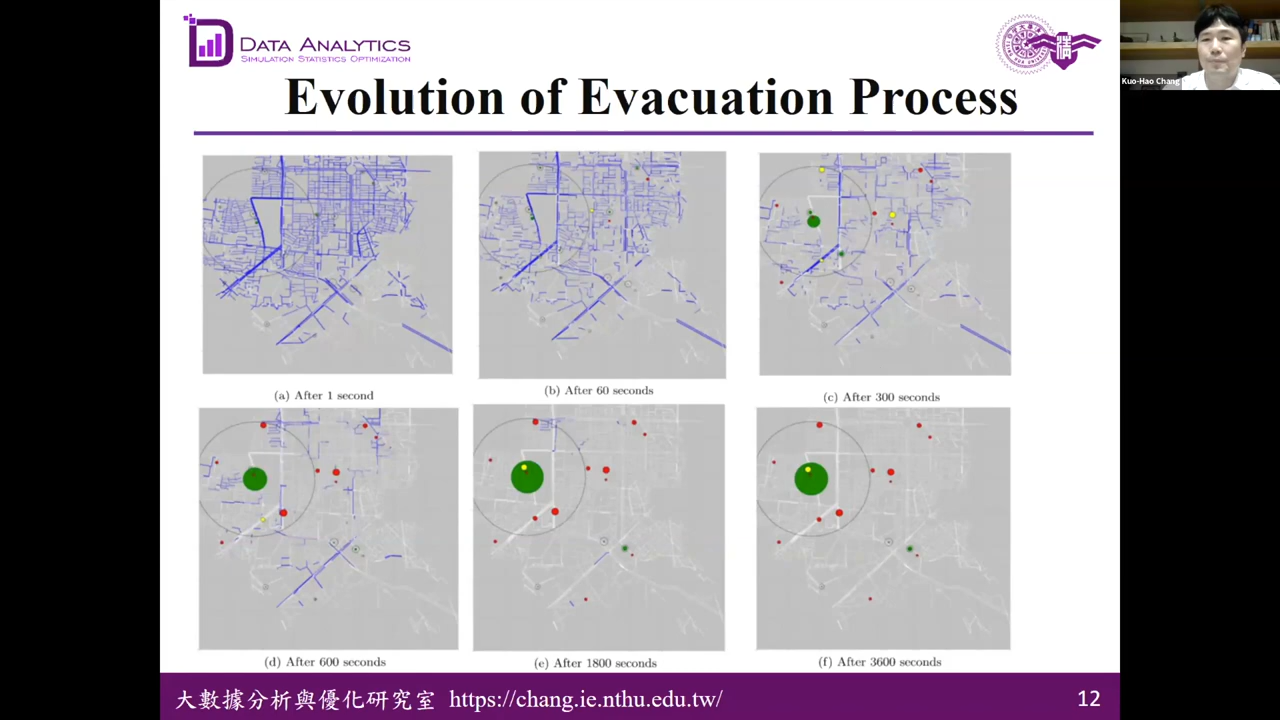 DATA ANALYTICS
SIMULATION STATISTICS OPTIMIZATION
Kuo-Hao Chang
Evolution of Evacuation Process
(a) After 1 second
(b) After 60 seconds
(c) After 300 seconds
(d) After 600 seconds
(e) After 1800 seconds
(f) After 3600 seconds
大數據分析與優化研究室 https://chang.ie.nthu.edu.tw/
12